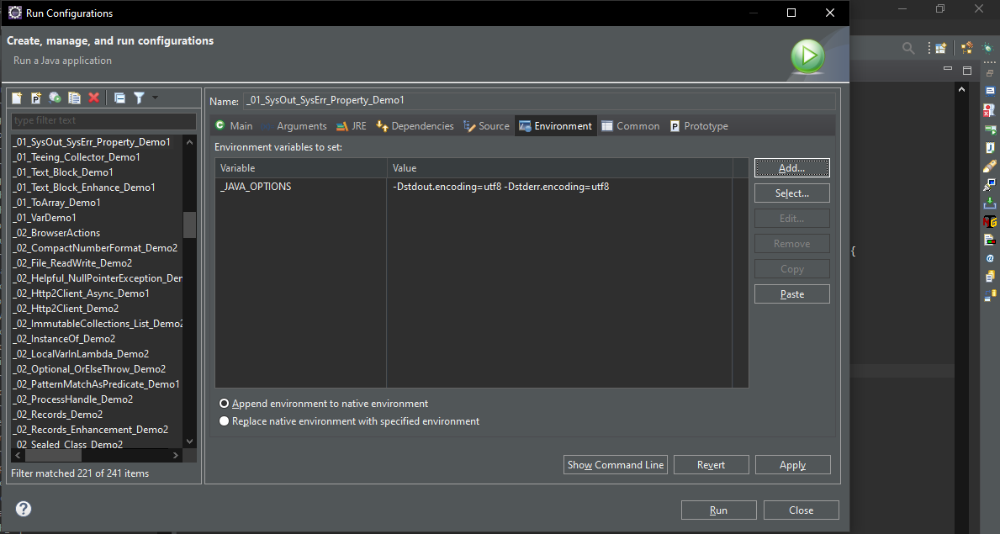 Run Configurations
Create, manage, and run configurations
Run a Java application
type filter text
_01_SysOut_SysErr_Property_Demo1
_01_Teeing_Collector_Demo1
_01_Text_Block_Demo1
_01_Text_Block_Enhance_Demo1
_01_ToArray_Demo1
_01_VarDemo1
_02_BrowserActions
_02_CompactNumberFormat_Demo2
_02_File_ReadWrite_Demo2
_02_Helpful_NullPointerException_Der
_02_Http2Client_Async_Demo1
_02_Http2Client_Demo2
_02_ImmutableCollections_List_Demo2
_02_InstanceOf_Demo2
_02_LocalVarInLambda_Demo2
_02_Optional_OrElseThrow_Demo2
_02_PatternMatchAsPredicate_Demo1
_02_ProcessHandle_Demo2
_02_Records_Demo2
_02_Records_Enhancement_Demo2
_02_Sealed_Class_Demo2
Filter matched 221 of 241 items
Name: _01_SysOut_SysErr_Property_Demo1
Main Arguments JRE Dependencies Source Environment Common Prototype
Environment variables to set:
Variable Value
_JAVA_OPTIONS -Dstdout.encoding=utf8 -Dstderr.encoding=utf8
Add...
Select...
Edit...
Remove
Copy
Paste
Append environment to native environment
Replace native environment with specified environment
Show Command Line Revert Apply
Run Close
{